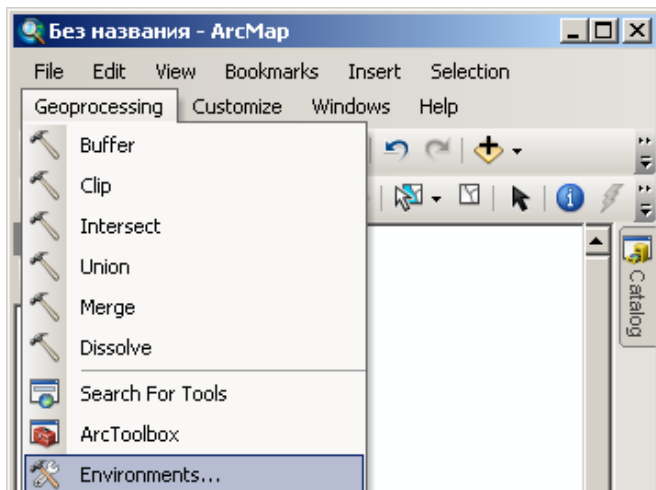 Без названия - ArcMap
File Edit View Bookmarks Insert Selection
Geoprocessing Customize Windows Help
Buffer
Clip
Intersect
Union
Merge
Dissolve
Search For Tools
ArcToolbox
Environments...
Catalog